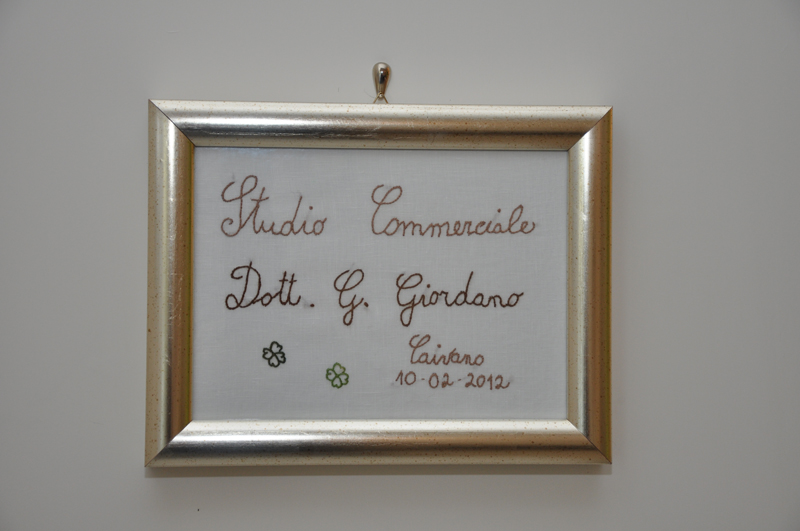 Studio Commerciale
Dott. G. Giordano
Caivano
10-02-2012